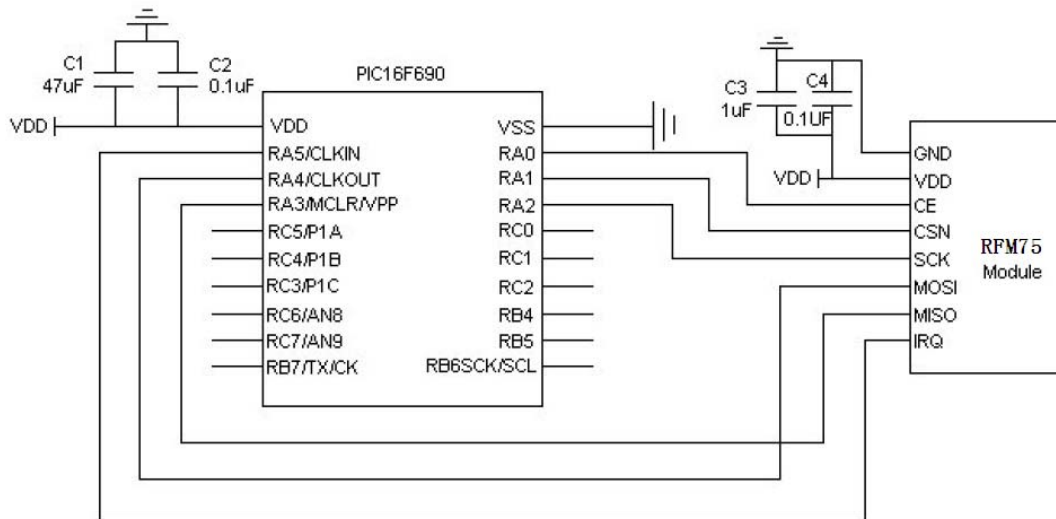 C1
47uF
C2
0.1uF
VDD
PIC16F690
VDD
RA5/CLKIN
RA4/CLKOUT
RA3/MCLR/VPP
RC5/P1A
RC4/P1B
RC3/P1C
RC6/AN8
RC7/AN9
RB7/TX/CK
VSS
RA0
RA1
RA2
RC0
RC1
RC2
RB4
RB5
RB6SCK/SCL
C3
1uF
C4
0.1UF
VDD
GND
VDD
CE
CSN
SCK
MOSI
MISO
IRQ
RFM75
Module